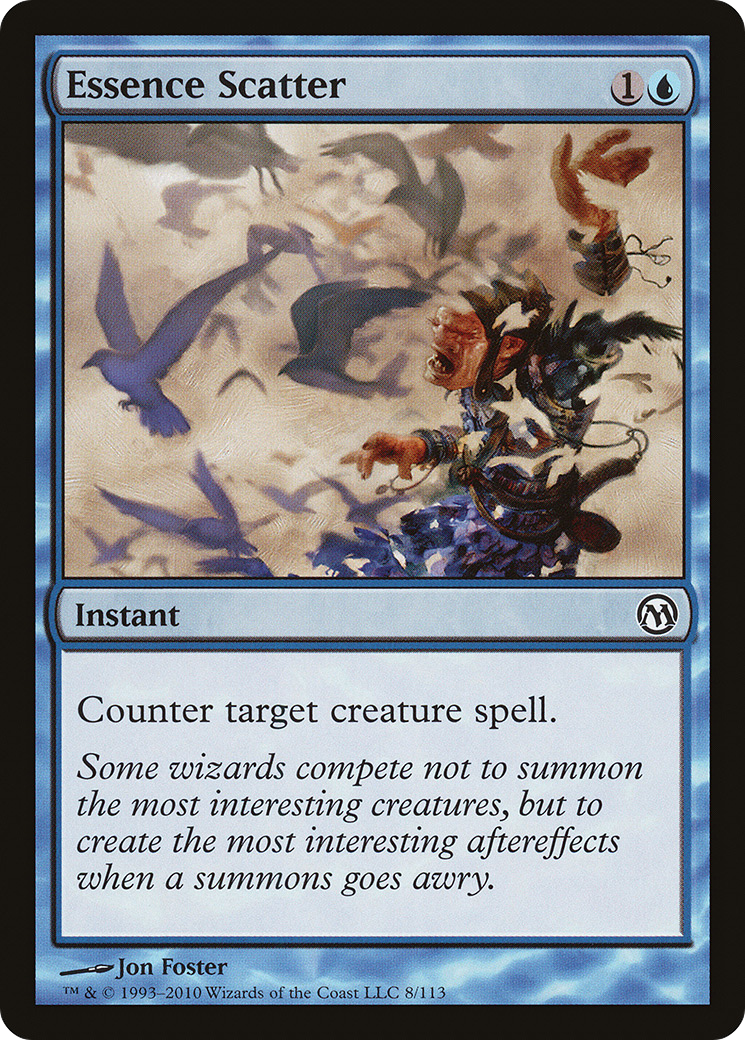 Essence Scatter 1
Instant
Counter target creature spell.
Some wizards compete not to summon
the most interesting creatures, but to
create the most interesting aftereffects
when a summons goes awry.
Jon Foster
™ & © 1993–2010 Wizards of the Coast LLC 8/113